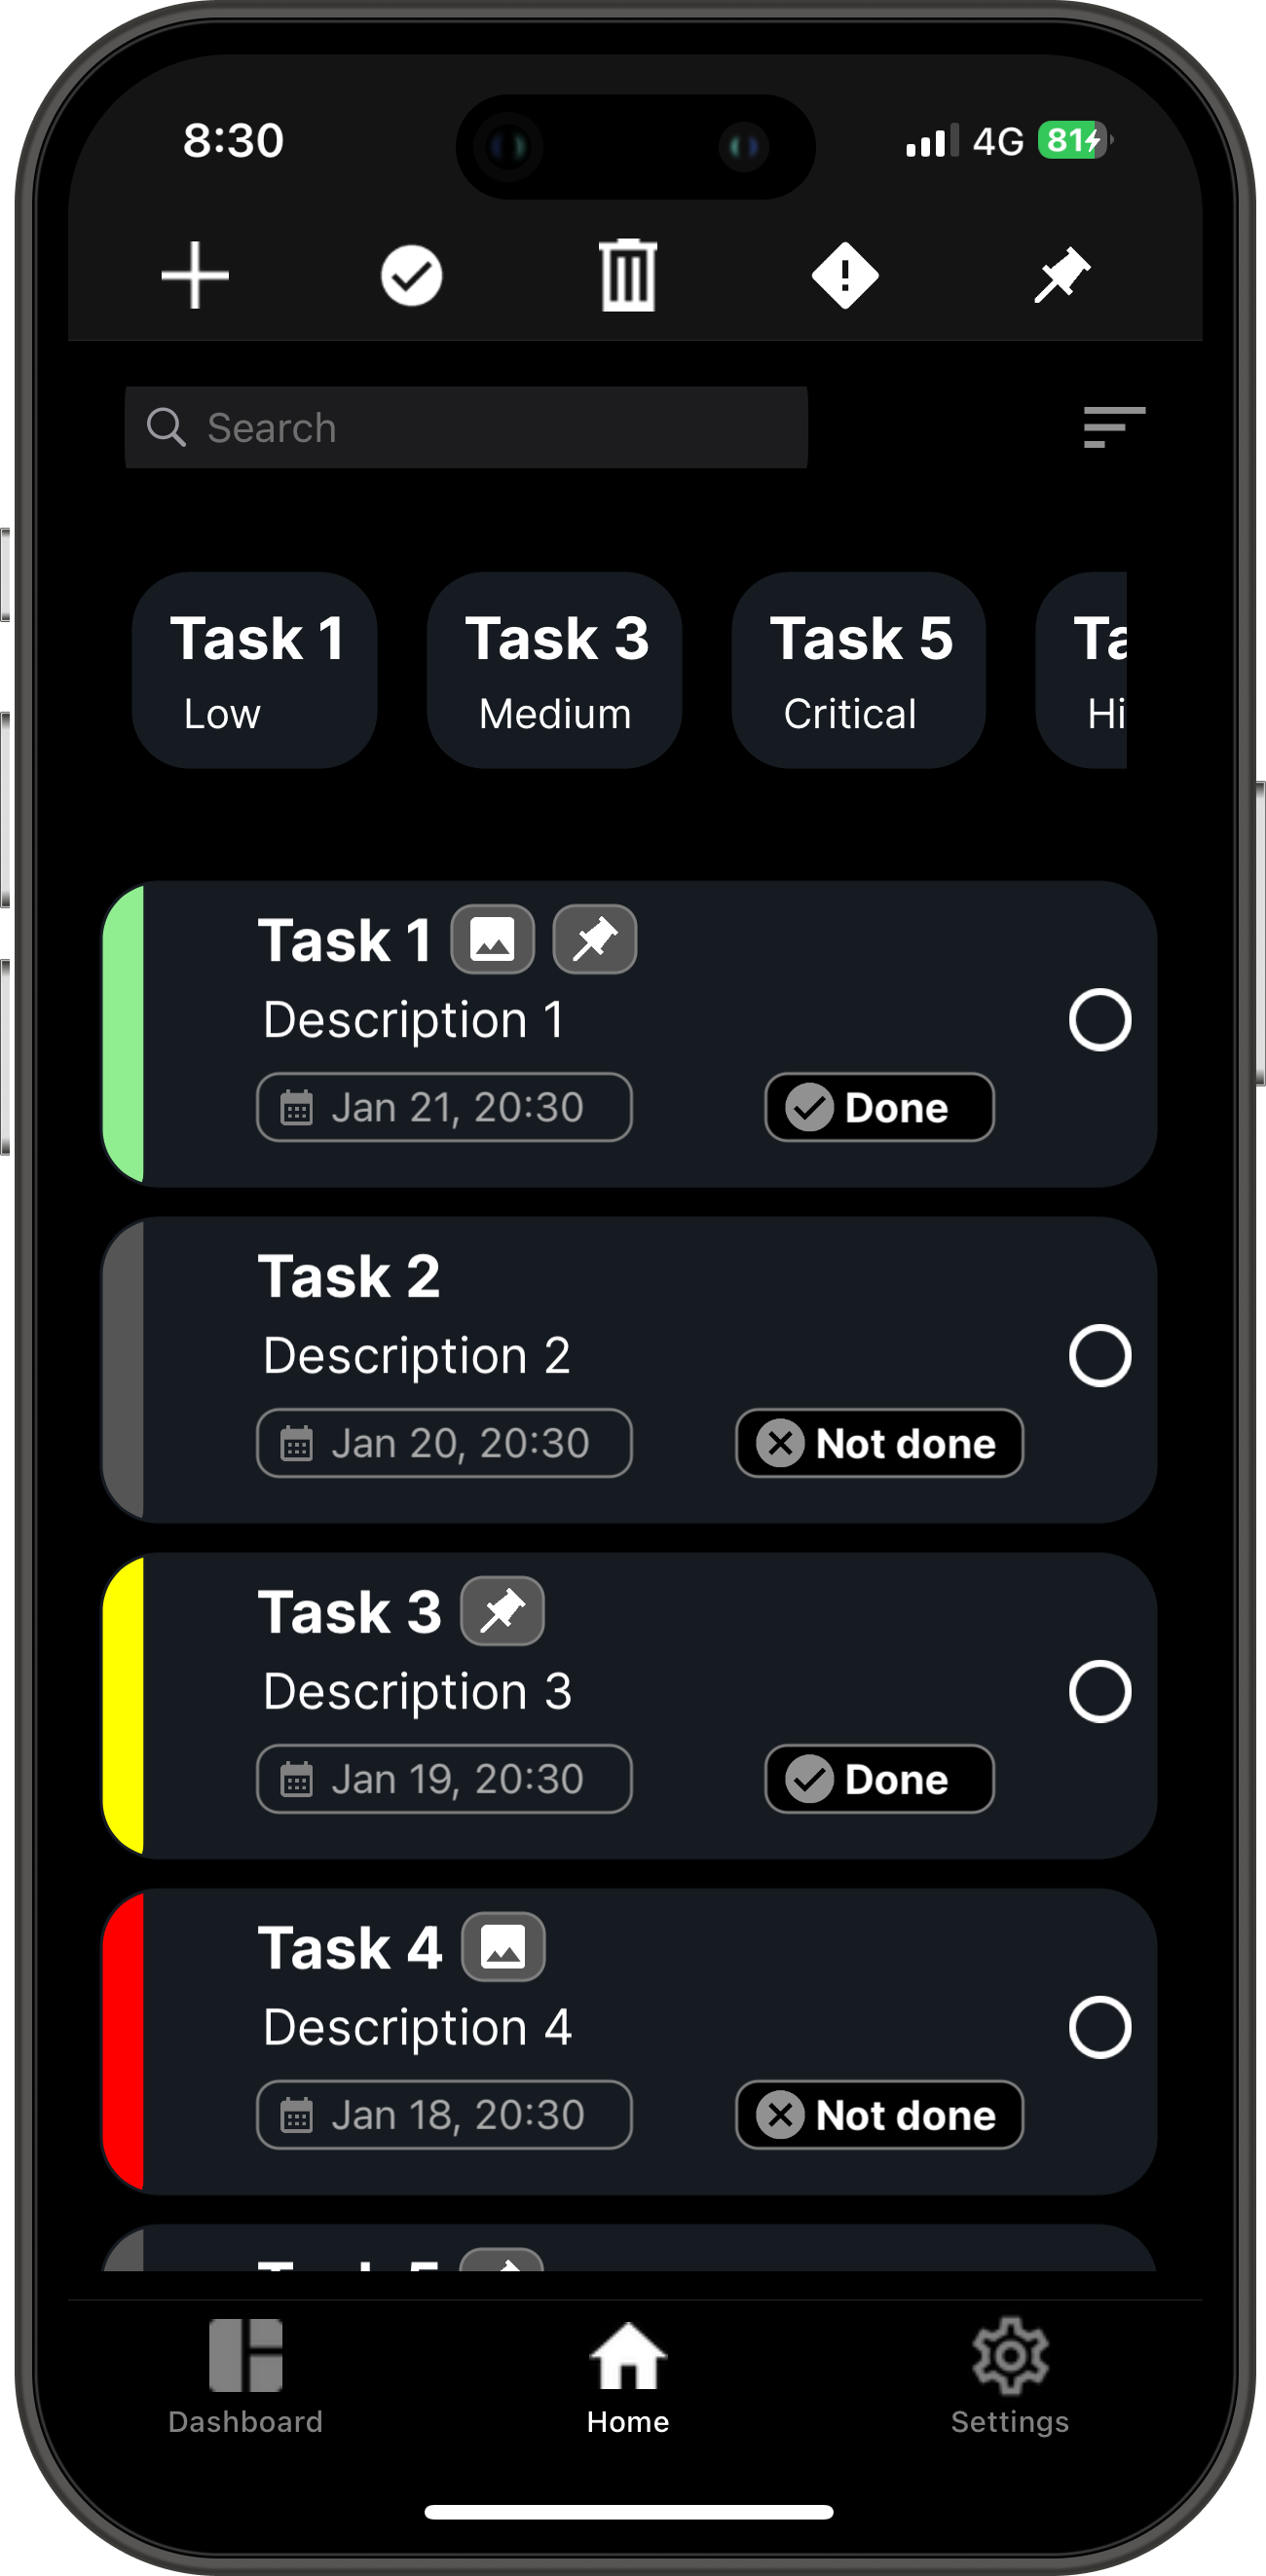 8:30 4G 81
Search
Task 1 Task 3 Task 5 Ta
Low Medium Critical Hi
Task 1
Description 1
Jan 21, 20:30 Done
Task 2
Description 2
Jan 20, 20:30 Not done
Task 3
Description 3
Jan 19, 20:30 Done
Task 4
Description 4
Jan 18, 20:30 Not done
Task 5
Dashboard Home Settings